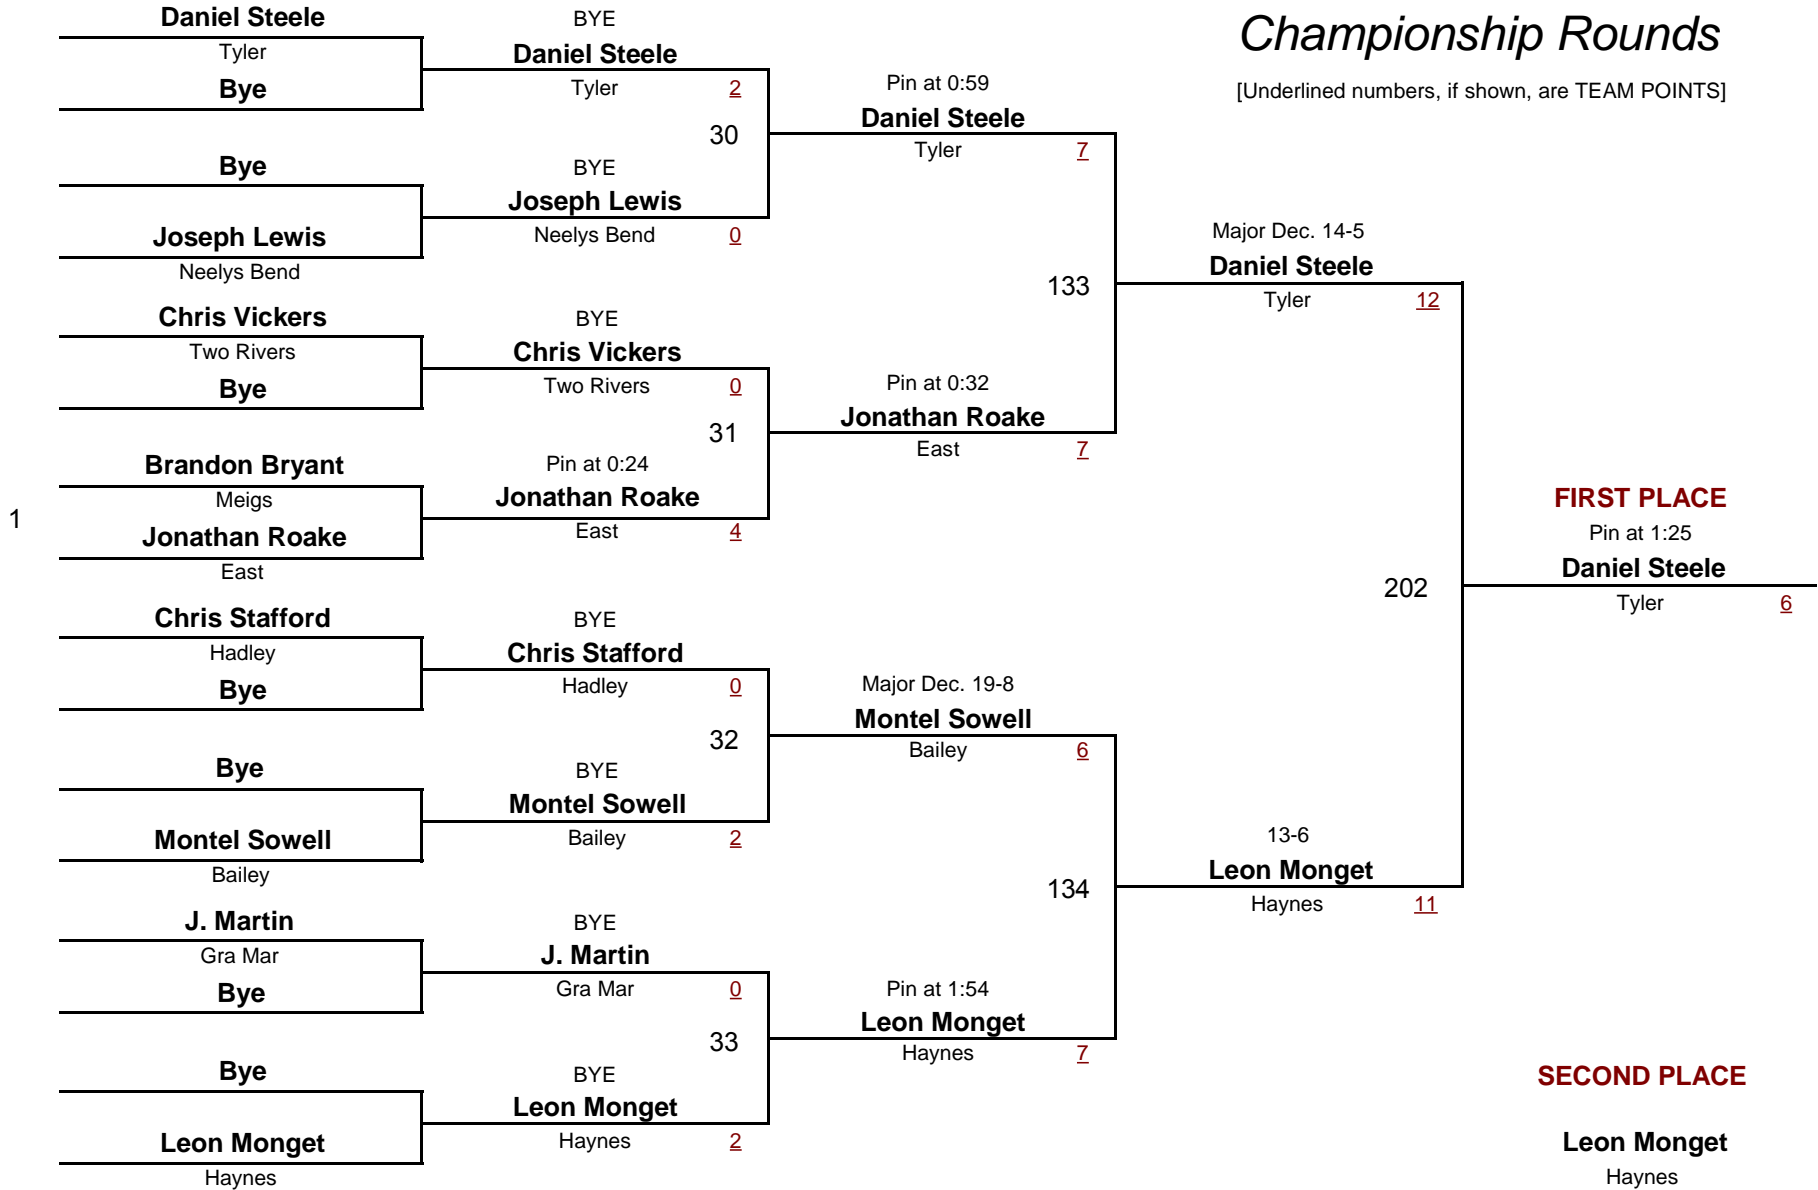 Championship Rounds
[Underlined numbers, if shown, are TEAM POINTS]
Daniel Steele
Tyler
Bye
Bye
Joseph Lewis
Neelys Bend
Chris Vickers
Two Rivers
Bye
Brandon Bryant
Meigs
1
Jonathan Roake
East
Chris Stafford
Hadley
Bye
Bye
Montel Sowell
Bailey
J. Martin
Gra Mar
Bye
Bye
Leon Monget
Haynes
BYE
Daniel Steele
Tyler 2
30
BYE
Joseph Lewis
Neelys Bend 0
BYE
Chris Vickers
Two Rivers 0
31
Pin at 0:24
Jonathan Roake
East 4
BYE
Chris Stafford
Hadley 0
32
BYE
Montel Sowell
Bailey 2
BYE
J. Martin
Gra Mar 0
33
BYE
Leon Monget
Haynes 2
Pin at 0:59
Daniel Steele
Tyler 7
133
Pin at 0:32
Jonathan Roake
East 7
Major Dec. 19-8
Montel Sowell
Bailey 6
134
Pin at 1:54
Leon Monget
Haynes 7
Major Dec. 14-5
Daniel Steele
Tyler 12
202
13-6
Leon Monget
Haynes 11
FIRST PLACE
Pin at 1:25
Daniel Steele
Tyler 6
SECOND PLACE
Leon Monget
Haynes